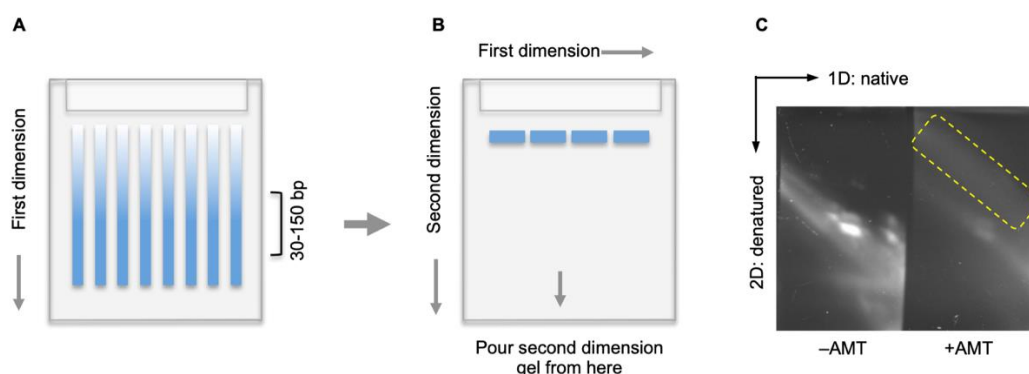 A
First dimension
30-150 bp
B
First dimension
Second dimension
Pour second dimension
gel from here
C
1D: native
2D: denatured
–AMT
+AMT